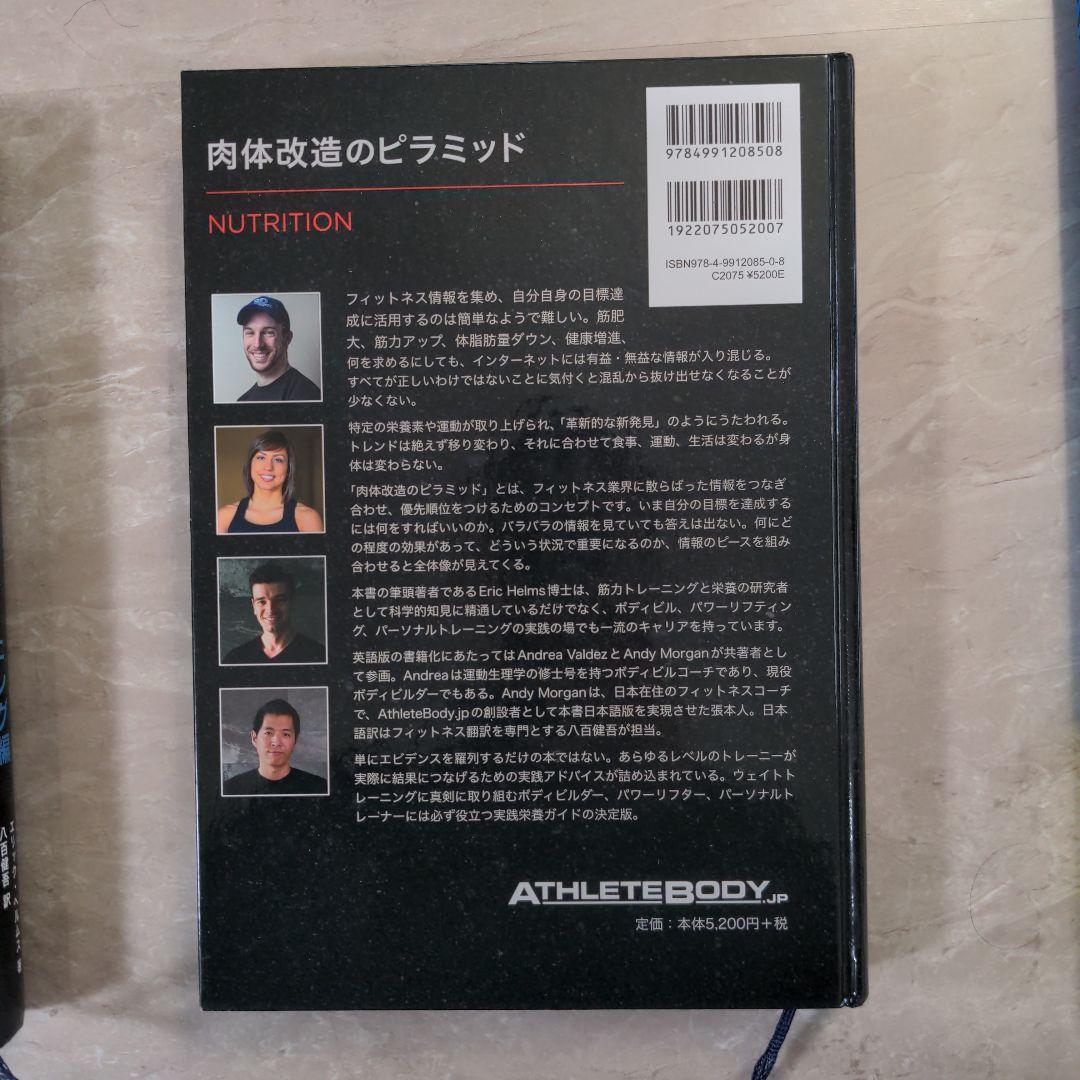 肉体改造のピラミッド
NUTRITION
9784991208508
1922075052007
ISBN978-4-9912085-0-8
C2075 ¥5200E
フィットネス情報を集め、自分自身の目標達
成に活用するのは簡単なようで難しい。筋肥
大、筋力アップ、体脂肪量ダウン、健康増進、
何を求めるにしても、インターネットには有益・無益な情報が入り混じる。
すべてが正しいわけではないことに気付くと混乱から抜け出せなくなることが
少なくない。
特定の栄養素や運動が取り上げられ、「革新的な新発見」のようにうたわれる。
トレンドは絶えず移り変わり、それに合わせて食事、運動、生活は変わるが身
体は変わらない。
「肉体改造のピラミッド」とは、フィットネス業界に散らばった情報をつなぎ
合わせ、優先順位をつけるためのコンセプトです。いま自分の目標を達成する
には何をすればいいのか。バラバラの情報を見ていても答えは出ない。何にど
の程度の効果があって、どういう状況で重要になるのか、情報のピースを組み
合わせると全体像が見えてくる。
本書の筆頭著者であるEric Helms博士は、筋力トレーニングと栄養の研究者
として科学的知見に精通しているだけでなく、ボディビル、パワーリフティン
グ、パーソナルトレーニングの実践の場でも一流のキャリアを持っています。
英語版の書籍化にあたってはAndrea ValdezとAndy Morganが共著者とし
て参画。Andreaは運動生理学の修士号を持つボディビルコーチであり、現役
ボディビルダーでもある。Andy Morganは、日本在住のフィットネスコーチ
で、AthleteBody.jpの創設者として本書日本語版を実現させた張本人。日本
語訳はフィットネス翻訳を専門とする八百健吾が担当。
単にエビデンスを羅列するだけの本ではない。あらゆるレベルのトレーニーが
実際に結果につなげるための実践アドバイスが詰め込まれている。ウェイトト
レーニングに真剣に取り組むボディビルダー、パワーリフター、パーソナルト
レーナーには必ず役立つ実践栄養ガイドの決定版。
ATHLETEBODY.JP
定価：本体5,200円＋税
エリック・ヘルムス 著
八百健吾 訳